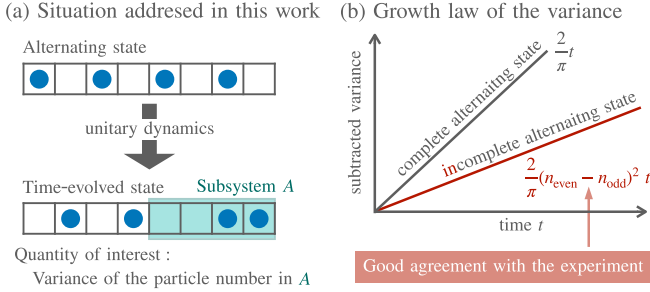 (a) Situation addresed in this work
Alternating state
unitary dynamics
Time-evolved state
Subsystem A
Quantity of interest :
Variance of the particle number in A
(b) Growth law of the variance
subtracted variance
complete alternaitng state
2/π t
incomplete alternaitng state
2/π (n_even − n_odd)² t
time t
Good agreement with the experiment